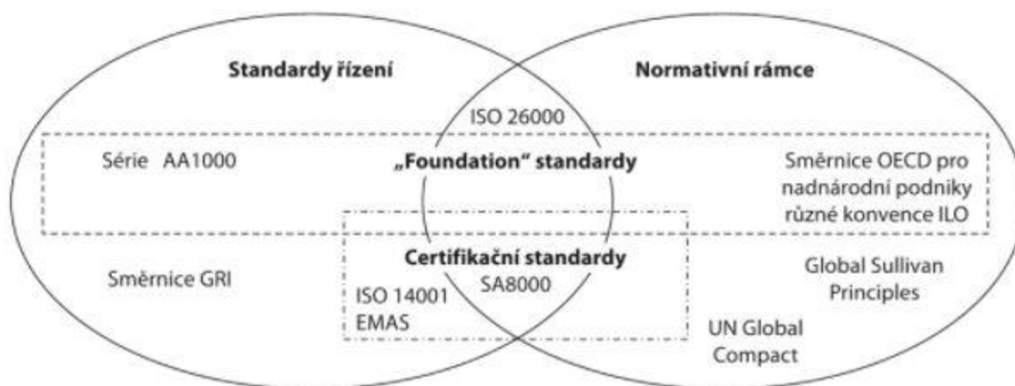 Standardy řízení
Normativní rámce
ISO 26000
Série AA1000
„Foundation“ standardy
Směrnice OECD pro
nadnárodní podniky
různé konvence ILO
Certifikační standardy
Směrnice GRI
SA8000
ISO 14001
EMAS
Global Sullivan
Principles
UN Global
Compact